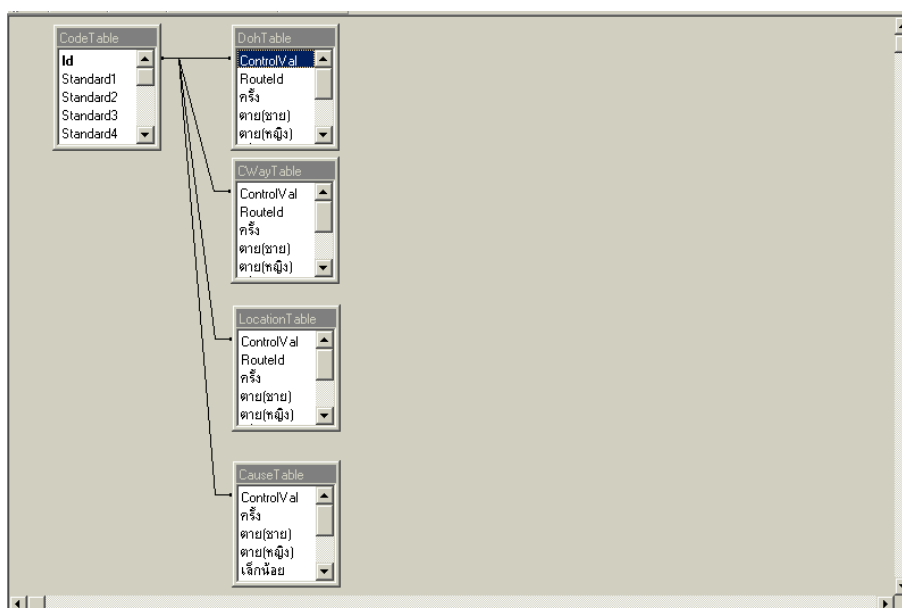 CodeTable
Id
Standard1
Standard2
Standard3
Standard4
DohTable
ControlVal
RouteId
ครั้ง
ตาย(ชาย)
ตาย(หญิง)
CWayTable
ControlVal
RouteId
ครั้ง
ตาย(ชาย)
ตาย(หญิง)
LocationTable
ControlVal
RouteId
ครั้ง
ตาย(ชาย)
ตาย(หญิง)
CauseTable
ControlVal
ครั้ง
ตาย(ชาย)
ตาย(หญิง)
เล็กน้อย